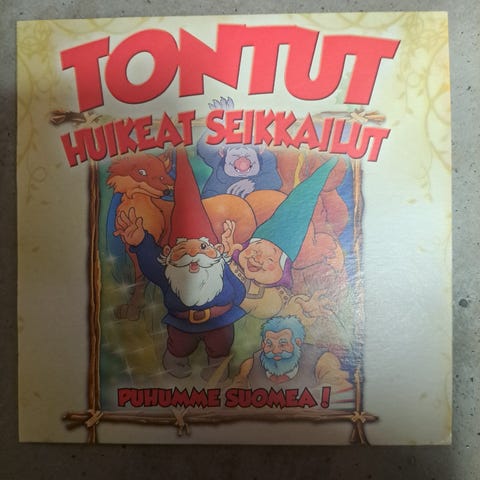 TONTUT
HUIKEAT SEIKKAILUT
PUHUMME SUOMEA!